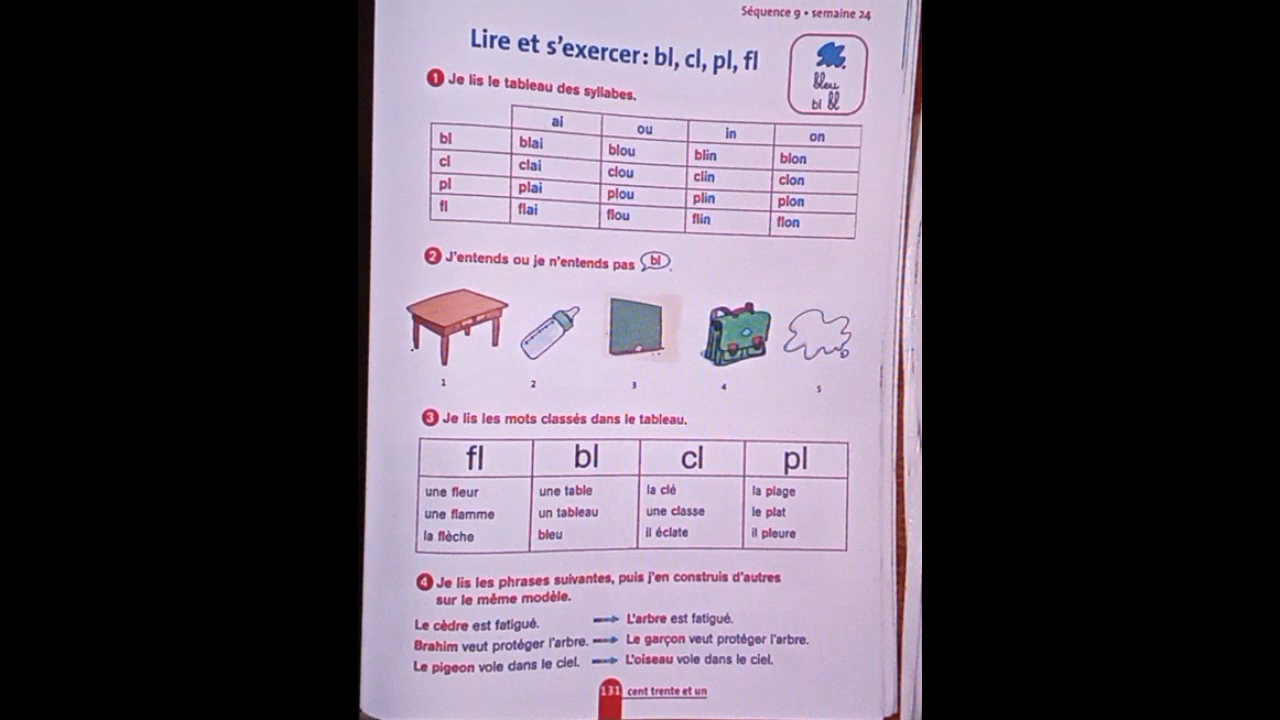 Séquence 9 • semaine 24
Lire et s'exercer : bl, cl, pl, fl
bleu
bl bl
1 Je lis le tableau des syllabes.
ai ou in on
bl blai blou blin blon
cl clai clou clin clon
pl plai plou plin plon
fl flai flou flin flon
2 J'entends ou je n'entends pas bl.
1 2 3 4 5
3 Je lis les mots classés dans le tableau.
fl bl cl pl
une fleur une table la clé la plage
une flamme un tableau une classe le plat
la flèche bleu il éclate il pleure
4 Je lis les phrases suivantes, puis j'en construis d'autres
sur le même modèle.
Le cèdre est fatigué. L'arbre est fatigué.
Brahim veut protéger l'arbre. Le garçon veut protéger l'arbre.
Le pigeon vole dans le ciel. L'oiseau vole dans le ciel.
131 cent trente et un